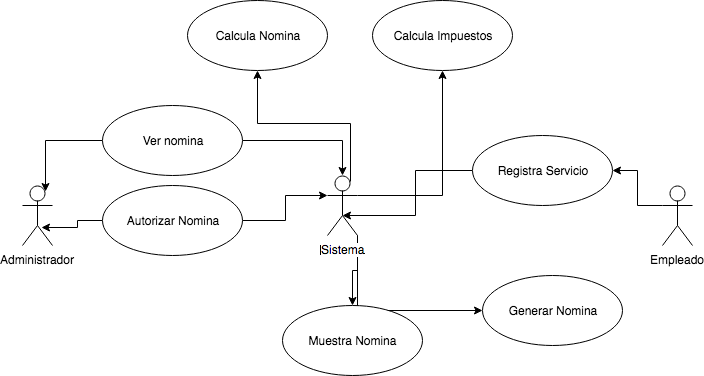 Calcula Nomina
Calcula Impuestos
Ver nomina
Registra Servicio
Autorizar Nomina
Administrador
Sistema
Empleado
Generar Nomina
Muestra Nomina